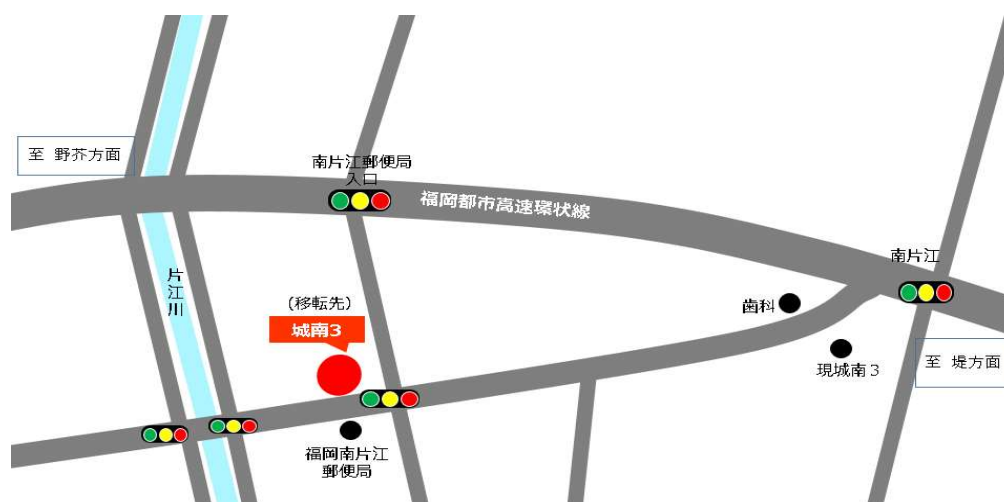 至 野芥方面
南片江郵便局
入口
福岡都市高速環状線
南片江
片江川
（移転先）
城南3
歯科
現城南３
至 堤方面
福岡南片江
郵便局